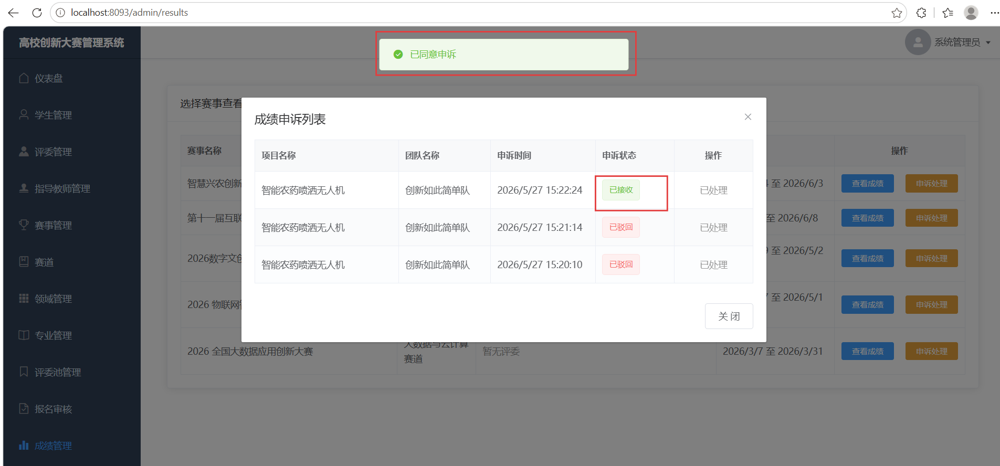 localhost:8093/admin/results
高校创新大赛管理系统
已同意申诉
系统管理员
仪表盘
学生管理
评委管理
指导教师管理
赛事管理
赛道
领域管理
专业管理
评委池管理
报名审核
成绩管理
选择赛事查看
赛事名称 操作
智慧兴农创新 至 2026/6/3 查看成绩 申诉处理
第十一届互联 至 2026/6/8 查看成绩 申诉处理
2026数字文创 至 2026/5/2 查看成绩 申诉处理
2026 物联网 至 2026/5/1 查看成绩 申诉处理
大数据与云计算
2026 全国大数据应用创新大赛 赛道 暂无评委 2026/3/7 至 2026/3/31 查看成绩 申诉处理
成绩申诉列表
项目名称 团队名称 申诉时间 申诉状态 操作
智能农药喷洒无人机 创新如此简单队 2026/5/27 15:22:24 已接收 已处理
智能农药喷洒无人机 创新如此简单队 2026/5/27 15:21:14 已驳回 已处理
智能农药喷洒无人机 创新如此简单队 2026/5/27 15:20:10 已驳回 已处理
关 闭